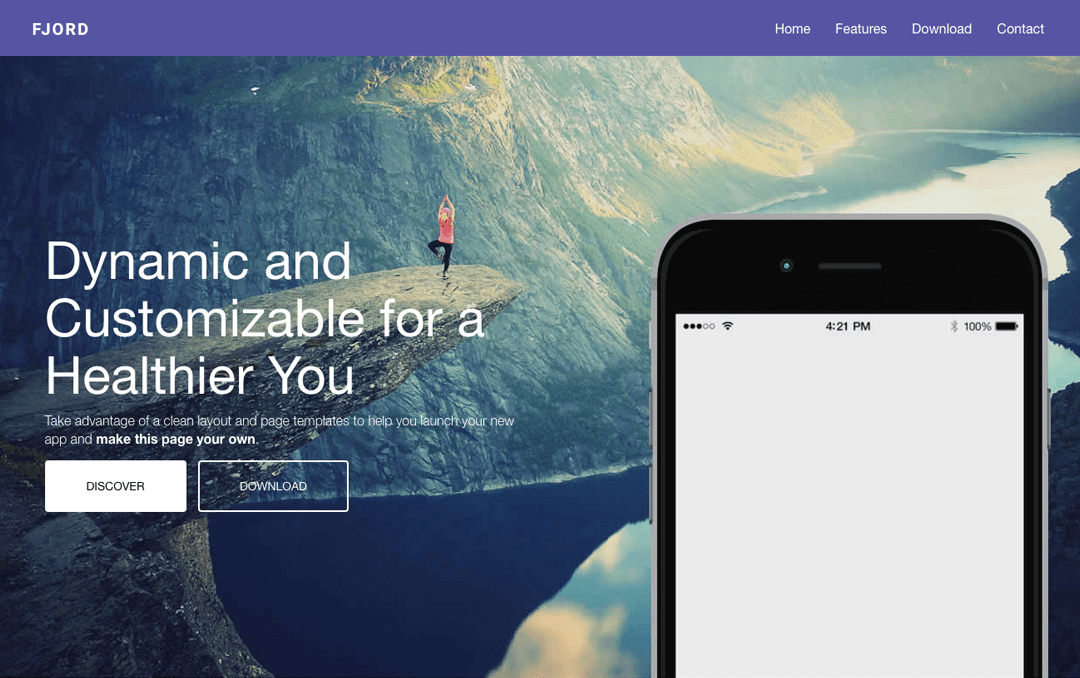 FJORD
Home Features Download Contact
Dynamic and
Customizable for a
Healthier You
Take advantage of a clean layout and page templates to help you launch your new
app and make this page your own.
DISCOVER DOWNLOAD
4:21 PM 100%